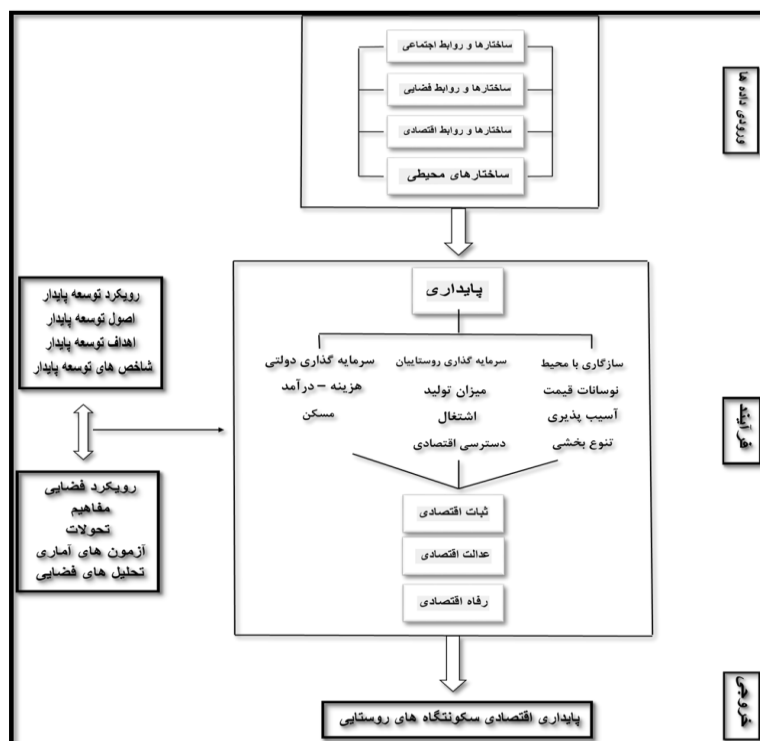 ساختارها و روابط اجتماعی
ساختارها و روابط فضایی
ساختارها و روابط اقتصادی
ساختارهای محیطی
ورودی داده ها
پایداری
سازگاری با محیط
نوسانات قیمت
آسیب پذیری
تنوع بخشی
سرمایه گذاری روستاییان
میزان تولید
اشتغال
دسترسی اقتصادی
سرمایه گذاری دولتی
هزینه – درآمد
مسکن
ثبات اقتصادی
عدالت اقتصادی
رفاه اقتصادی
فرآیند
رویکرد توسعه پایدار
اصول توسعه پایدار
اهداف توسعه پایدار
شاخص های توسعه پایدار
رویکرد فضایی
مفاهیم
تحولات
آزمون های آماری
تحلیل های فضایی
پایداری اقتصادی سکونتگاه های روستایی
خروجی